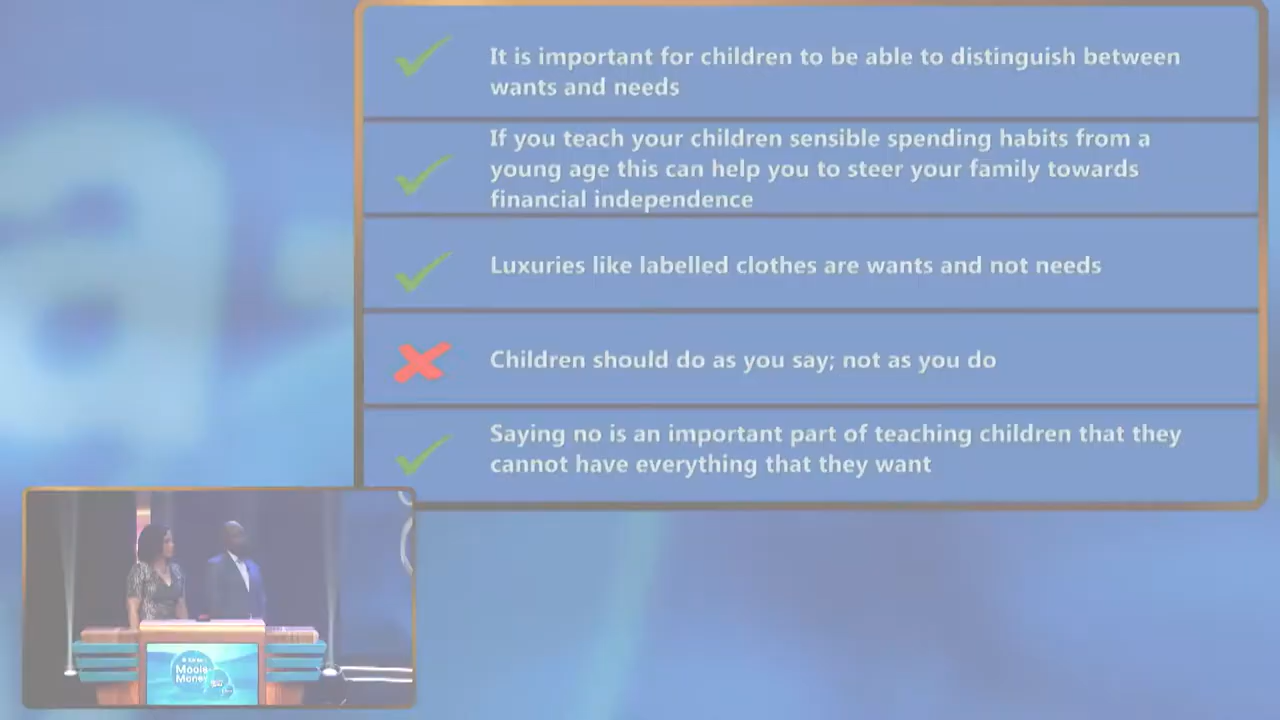 It is important for children to be able to distinguish between
wants and needs
If you teach your children sensible spending habits from a
young age this can help you to steer your family towards
financial independence
Luxuries like labelled clothes are wants and not needs
Children should do as you say; not as you do
Saying no is an important part of teaching children that they
cannot have everything that they want
a
Moola
Money